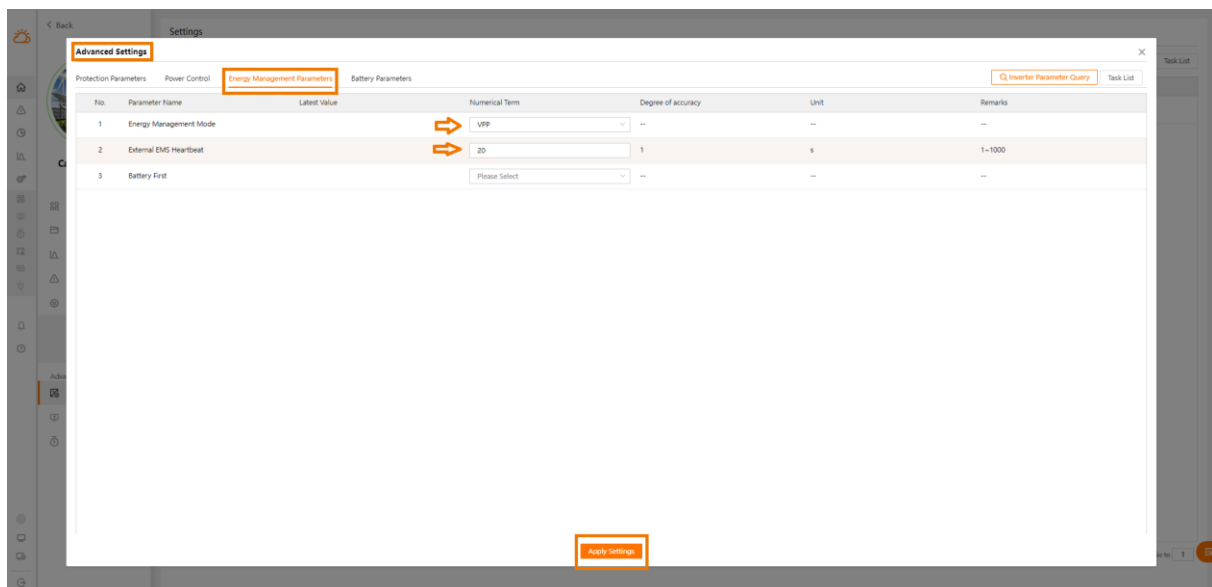 < Back
Settings
Advanced Settings
Task List
Protection Parameters Power Control Energy Management Parameters Battery Parameters Inverter Parameter Query Task List
No. Parameter Name Latest Value Numerical Term Degree of accuracy Unit Remarks
1 Energy Management Mode VPP -- -- --
2 External EMS Heartbeat 20 1 s 1~1000
3 Battery First Please Select -- -- --
Apply Settings
1